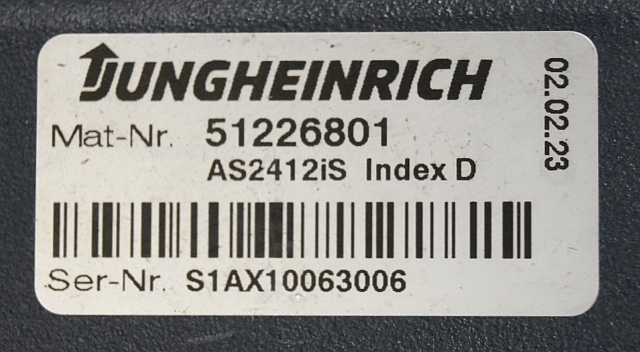 JUNGHEINRICH
Mat-Nr. 51226801
AS2412iS Index D
Ser-Nr. S1AX10063006
02.02.23